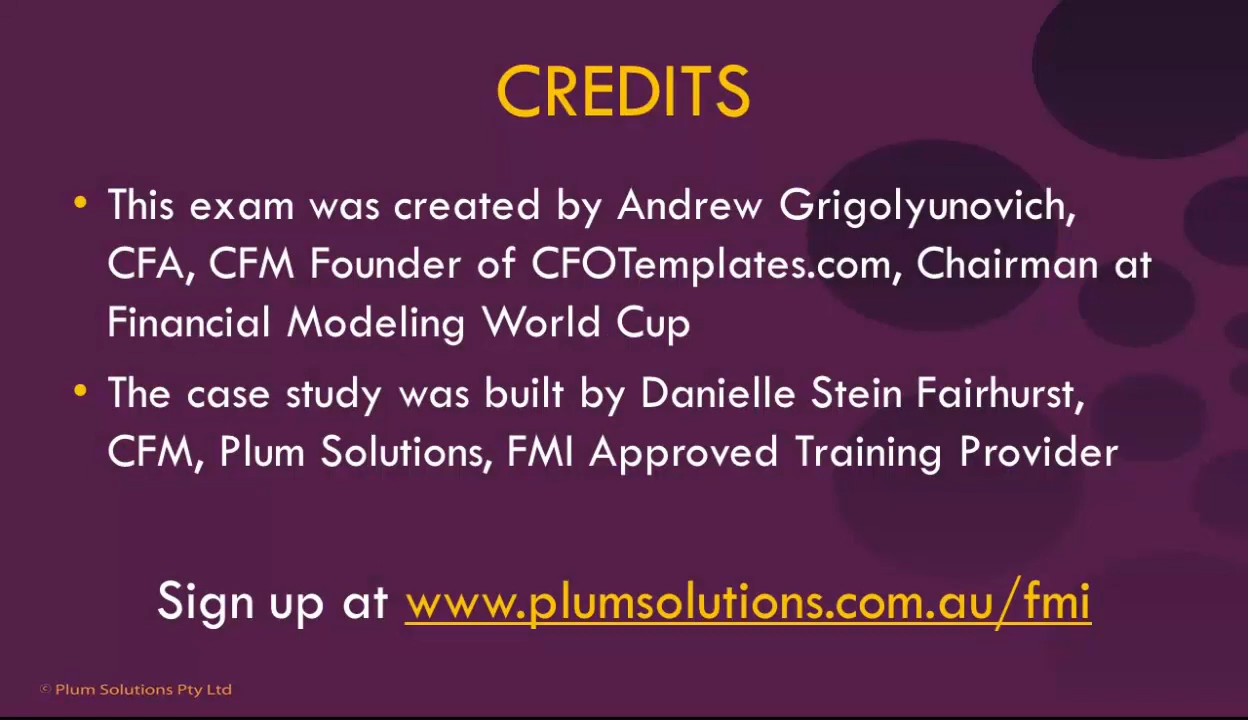 CREDITS
• This exam was created by Andrew Grigolyunovich,
CFA, CFM Founder of CFOTemplates.com, Chairman at
Financial Modeling World Cup
• The case study was built by Danielle Stein Fairhurst,
CFM, Plum Solutions, FMI Approved Training Provider
Sign up at www.plumsolutions.com.au/fmi
© Plum Solutions Pty Ltd